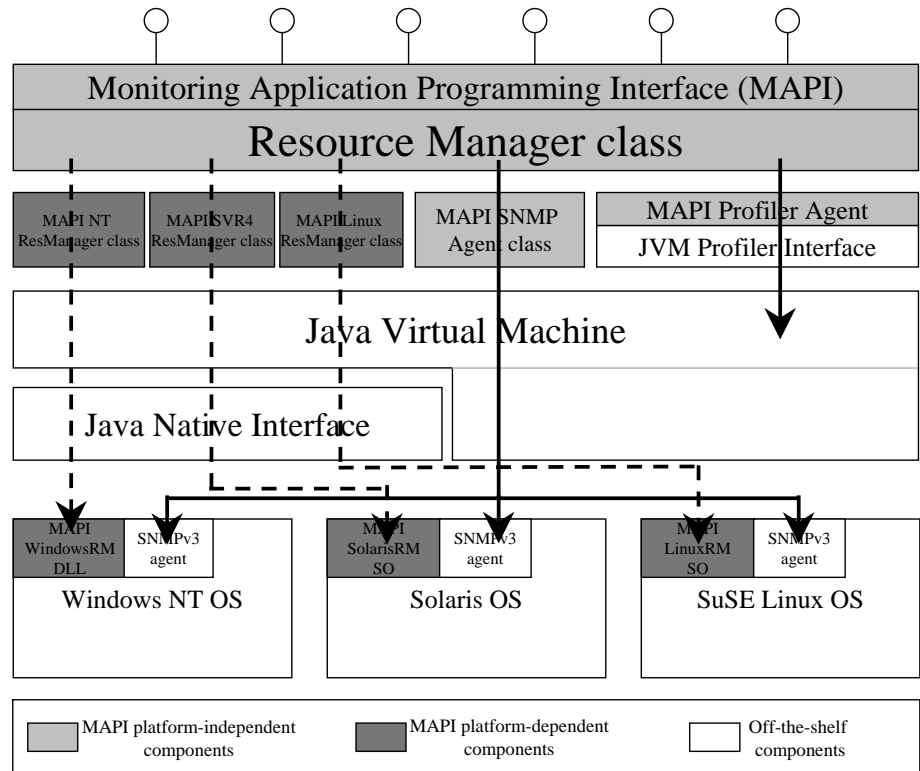 Monitoring Application Programming Interface (MAPI)
Resource Manager class
MAPI NT
ResManager class
MAPI SVR4
ResManager class
MAPI Linux
ResManager class
MAPI SNMP
Agent class
MAPI Profiler Agent
JVM Profiler Interface
Java Virtual Machine
Java Native Interface
MAPI
WindowsRM
DLL
SNMPv3
agent
Windows NT OS
MAPI
SolarisRM
SO
SNMPv3
agent
Solaris OS
MAPI
LinuxRM
SO
SNMPv3
agent
SuSE Linux OS
MAPI platform-independent
components
MAPI platform-dependent
components
Off-the-shelf
components